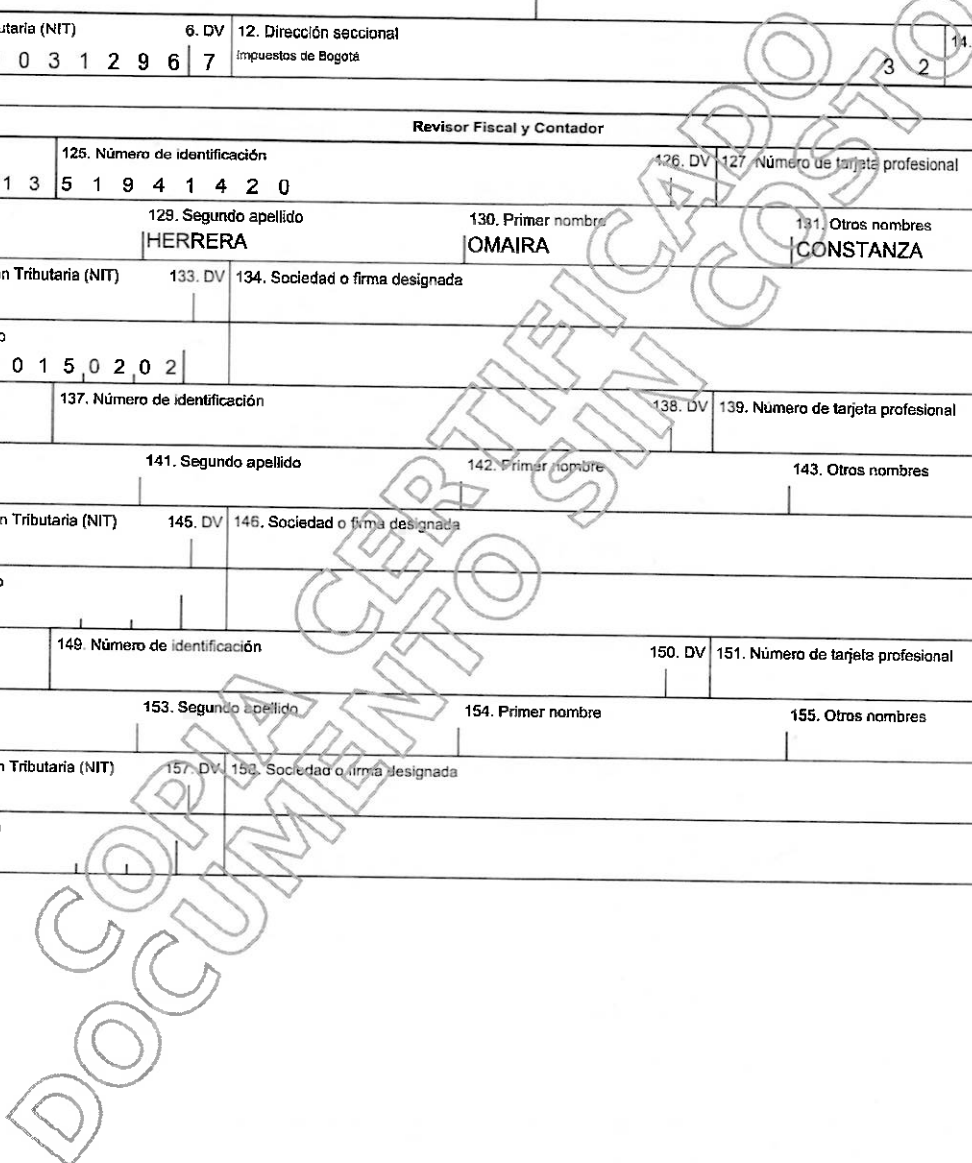 utaria (NIT) 6. DV 12. Dirección seccional 14.
0 3 1 2 9 6 7 Impuestos de Bogotá 3 2
Revisor Fiscal y Contador
125. Número de identificación 126. DV 127. Número de tarjeta profesional
1 3 5 1 9 4 1 4 2 0
129. Segundo apellido 130. Primer nombre 131. Otros nombres
HERRERA OMAIRA CONSTANZA
n Tributaria (NIT) 133. DV 134. Sociedad o firma designada
o
0 1 5 0 2 0 2
137. Número de identificación 138. DV 139. Número de tarjeta profesional
141. Segundo apellido 142. Primer nombre 143. Otros nombres
n Tributaria (NIT) 145. DV 146. Sociedad o firma designada
o
149. Número de identificación 150. DV 151. Número de tarjeta profesional
153. Segundo apellido 154. Primer nombre 155. Otros nombres
n Tributaria (NIT) 157. DV 158. Sociedad o firma designada
COPIA CERTIFICADO
DOCUMENTO SIN COSTO